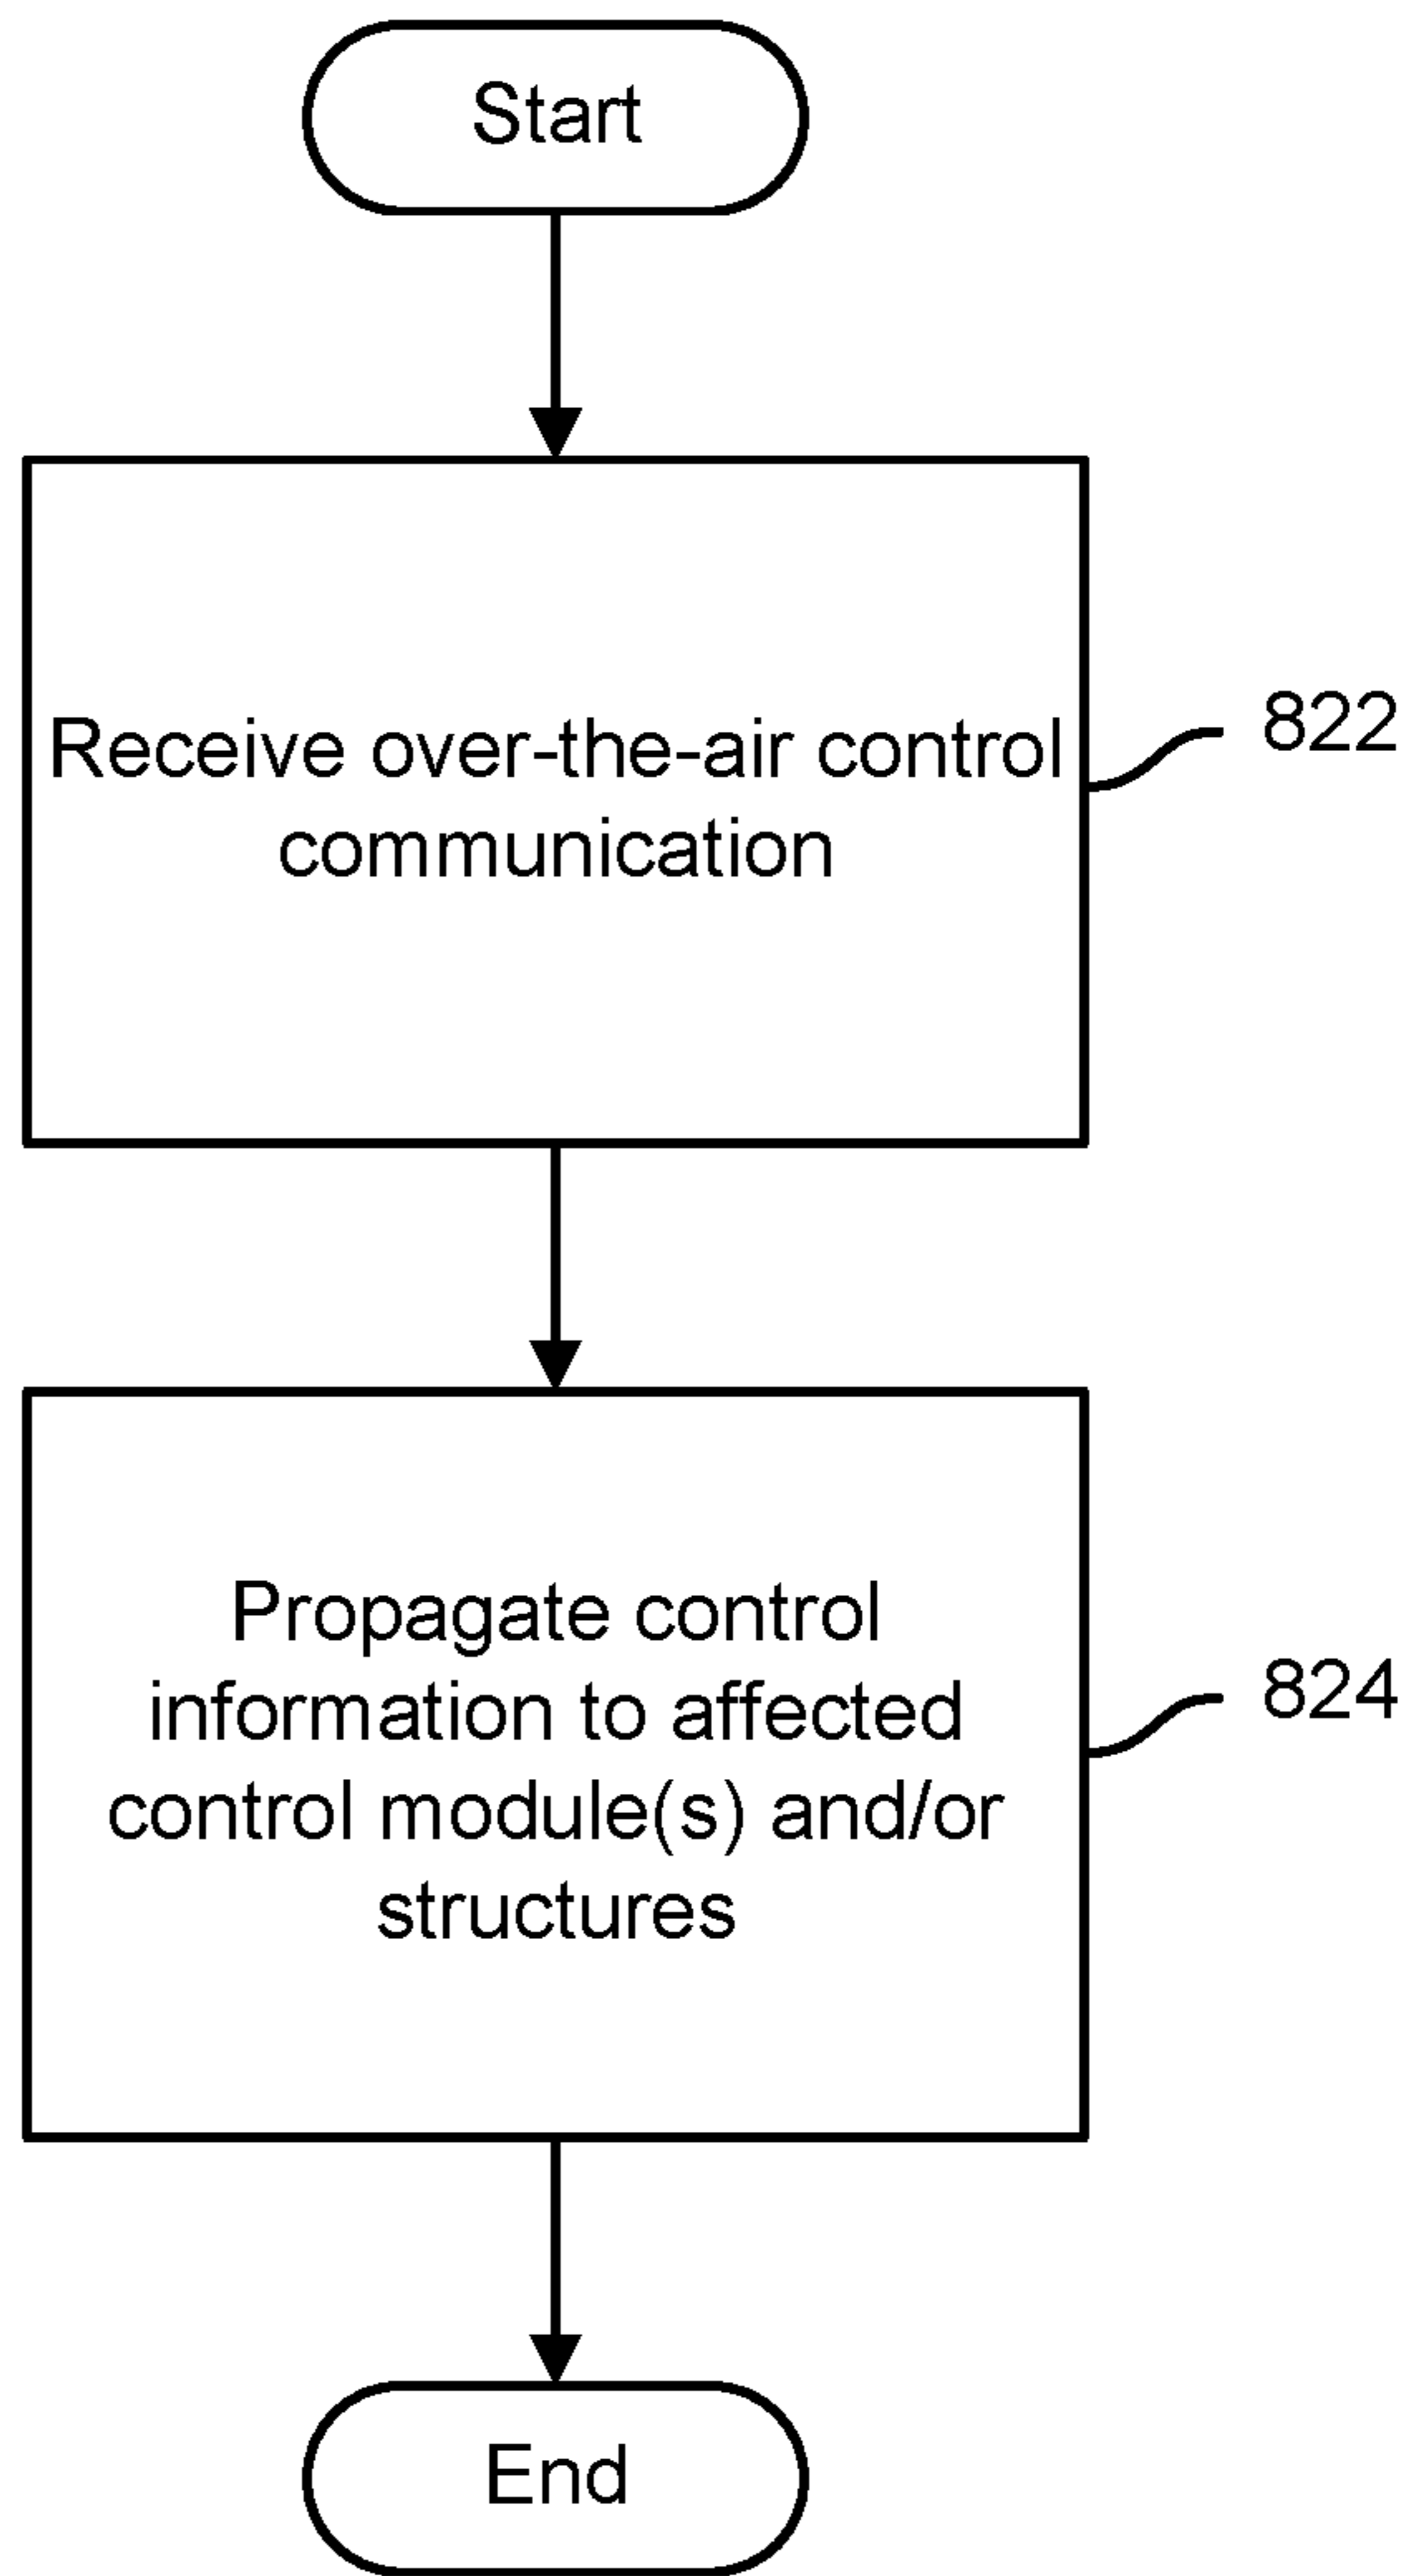 Start
Receive over-the-air control
communication
822
Propagate control
information to affected
control module(s) and/or
structures
824
End